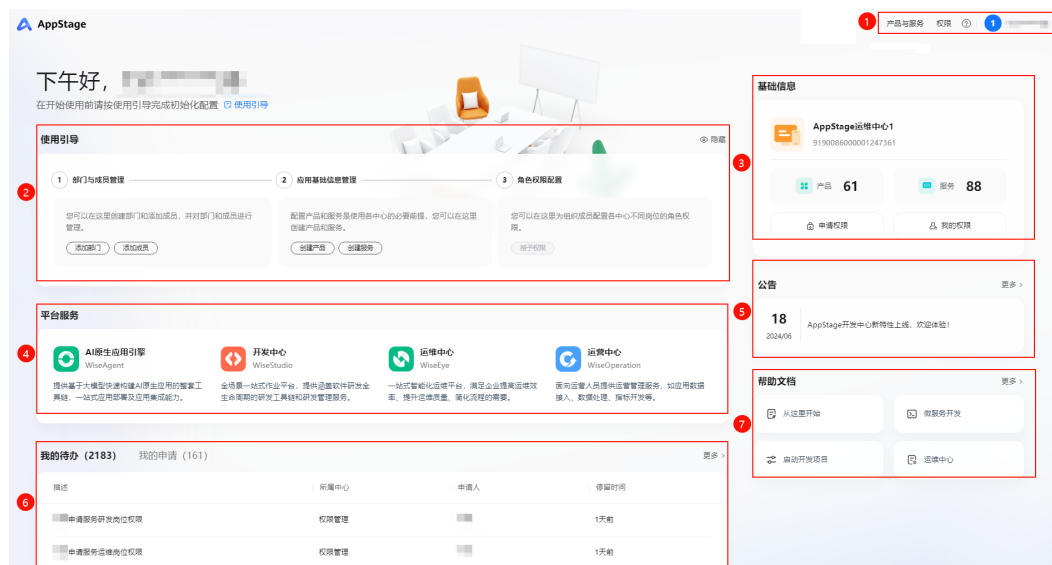 AppStage
1
产品与服务 权限
1
下午好，
在开始使用前请按使用引导完成初始化配置 使用引导
2
使用引导
隐藏
1 部门与成员管理
2 应用基础信息管理
3 角色权限配置
您可以在这里创建部门和添加成员，并对部门和成员进行
管理。
添加部门 添加成员
配置产品和服务是使用各中心的必要前提，您可以在这里
创建产品和服务。
创建产品 创建服务
您可以在这里为组织成员配置各中心不同岗位的角色权
限。
授予权限
3
基础信息
AppStage运维中心1
9190086000001247361
产品 61
服务 88
申请权限
我的权限
4
平台服务
AI原生应用引擎
WiseAgent
提供基于大模型快速构建AI原生应用的整套工
具链，一站式应用部署及应用集成能力。
开发中心
WiseStudio
全场景一站式作业平台，提供涵盖软件研发全
生命周期的研发工具链和研发管理服务。
运维中心
WiseEye
一站式智能化运维平台，满足企业提高运维效
率、提升运维质量、简化流程的需要。
运营中心
WiseOperation
面向运营人员提供运营管理服务，如应用数据
接入、数据处理、指标开发等。
5
公告
更多
18
2024/06
AppStage开发中心新特性上线，欢迎体验！
6
我的待办（2183） 我的申请（161）
更多
描述 所属中心 申请人 停留时间
申请服务研发岗位权限 权限管理 1天前
申请服务运维岗位权限 权限管理 1天前
7
帮助文档
更多
从这里开始
微服务开发
启动开发项目
运维中心